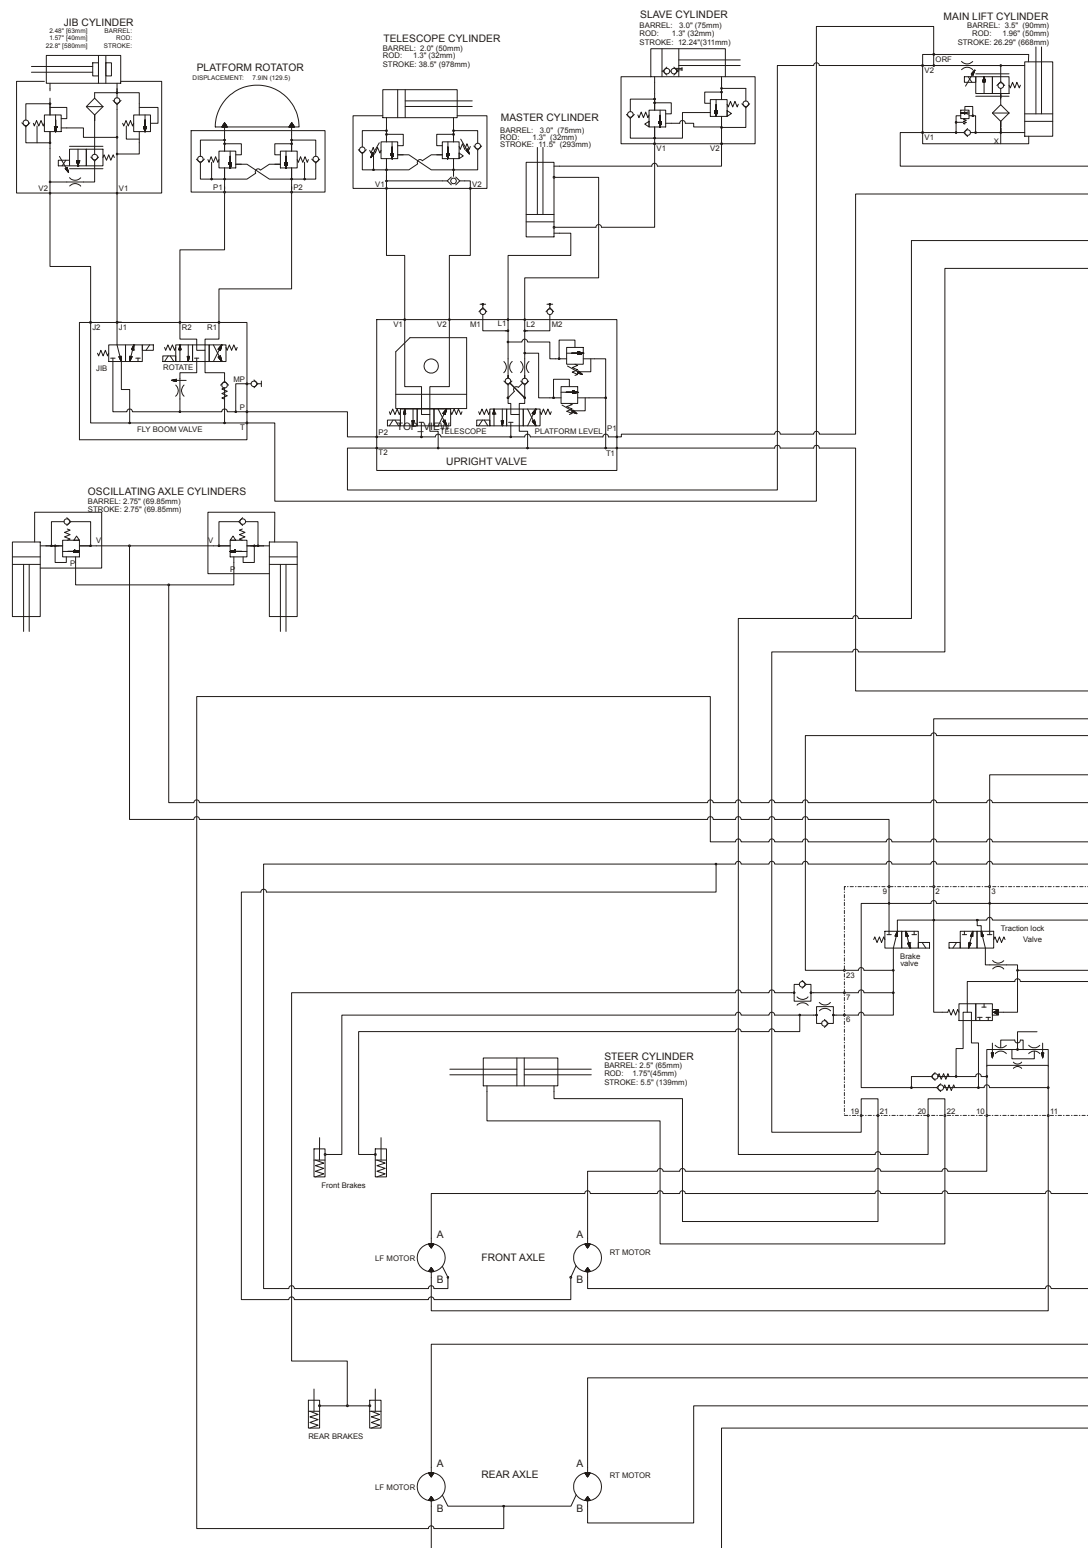 JIB CYLINDER
2.48" [63mm] BARREL:
1.57" [40mm] ROD:
22.8" [580mm] STROKE:
PLATFORM ROTATOR
DISPLACEMENT: 7.9IN (129.5)
TELESCOPE CYLINDER
BARREL: 2.0" (50mm)
ROD: 1.3" (32mm)
STROKE: 38.5" (978mm)
MASTER CYLINDER
BARREL: 3.0" (75mm)
ROD: 1.3" (32mm)
STROKE: 11.5" (293mm)
SLAVE CYLINDER
BARREL: 3.0" (75mm)
ROD: 1.3" (32mm)
STROKE: 12.24"(311mm)
MAIN LIFT CYLINDER
BARREL: 3.5" (90mm)
ROD: 1.96" (50mm)
STROKE: 26.29" (668mm)
ORF
V2
V1
X
V1
V2
V2
V1
P1
P2
V1
V2
J2
J1
R2
R1
JIB
ROTATE
MP
P
T
FLY BOOM VALVE
V1
V2
M1
L1
L2
M2
TOP VIEW
TELESCOPE
PLATFORM LEVEL
P2
P1
T2
T1
UPRIGHT VALVE
OSCILLATING AXLE CYLINDERS
BARREL: 2.75" (69.85mm)
STROKE: 2.75" (69.85mm)
V
P
V
P
9
2
3
Traction lock
Valve
Brake
valve
23
7
6
STEER CYLINDER
BARREL: 2.5" (65mm)
ROD: 1.75"(45mm)
STROKE: 5.5" (139mm)
19
21
20
22
10
11
Front Brakes
A
LF MOTOR
B
FRONT AXLE
A
RT MOTOR
B
REAR BRAKES
A
LF MOTOR
B
REAR AXLE
A
RT MOTOR
B